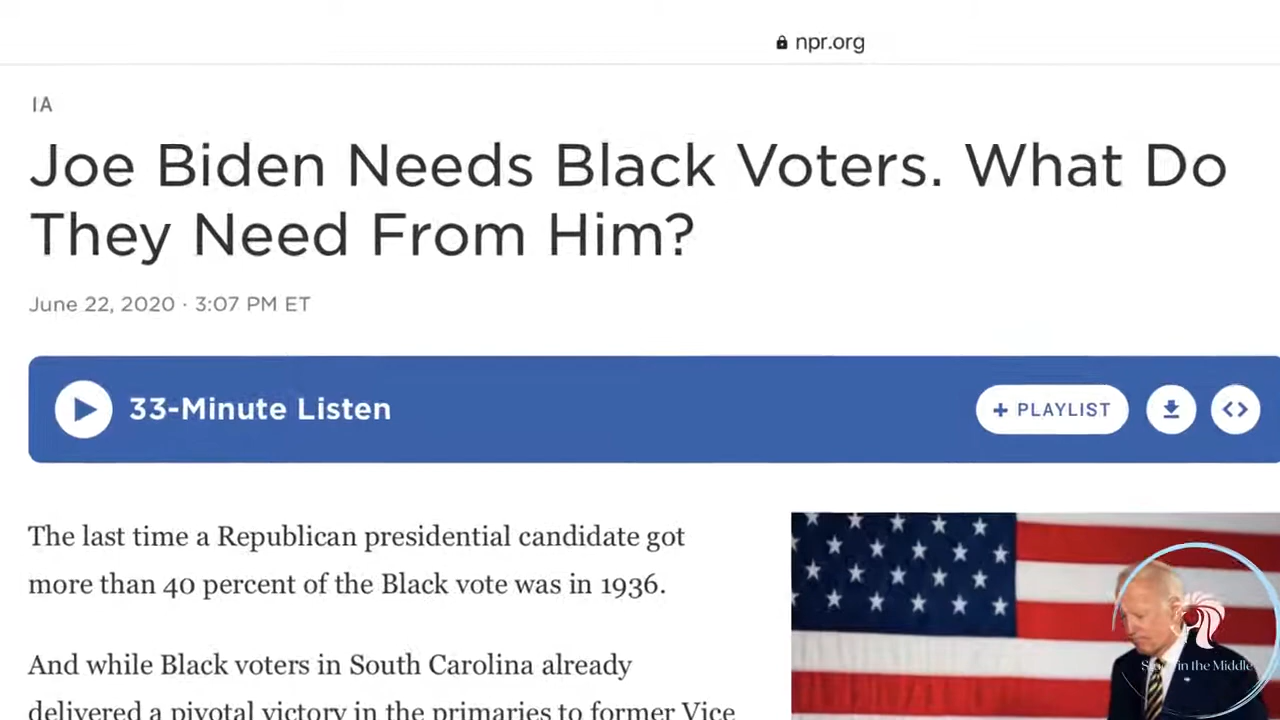 npr.org
1A
Joe Biden Needs Black Voters. What Do
They Need From Him?
June 22, 2020 · 3:07 PM ET
33-Minute Listen
+ PLAYLIST
The last time a Republican presidential candidate got
more than 40 percent of the Black vote was in 1936.
And while Black voters in South Carolina already
delivered a pivotal victory in the primaries to former Vice
in the Middle